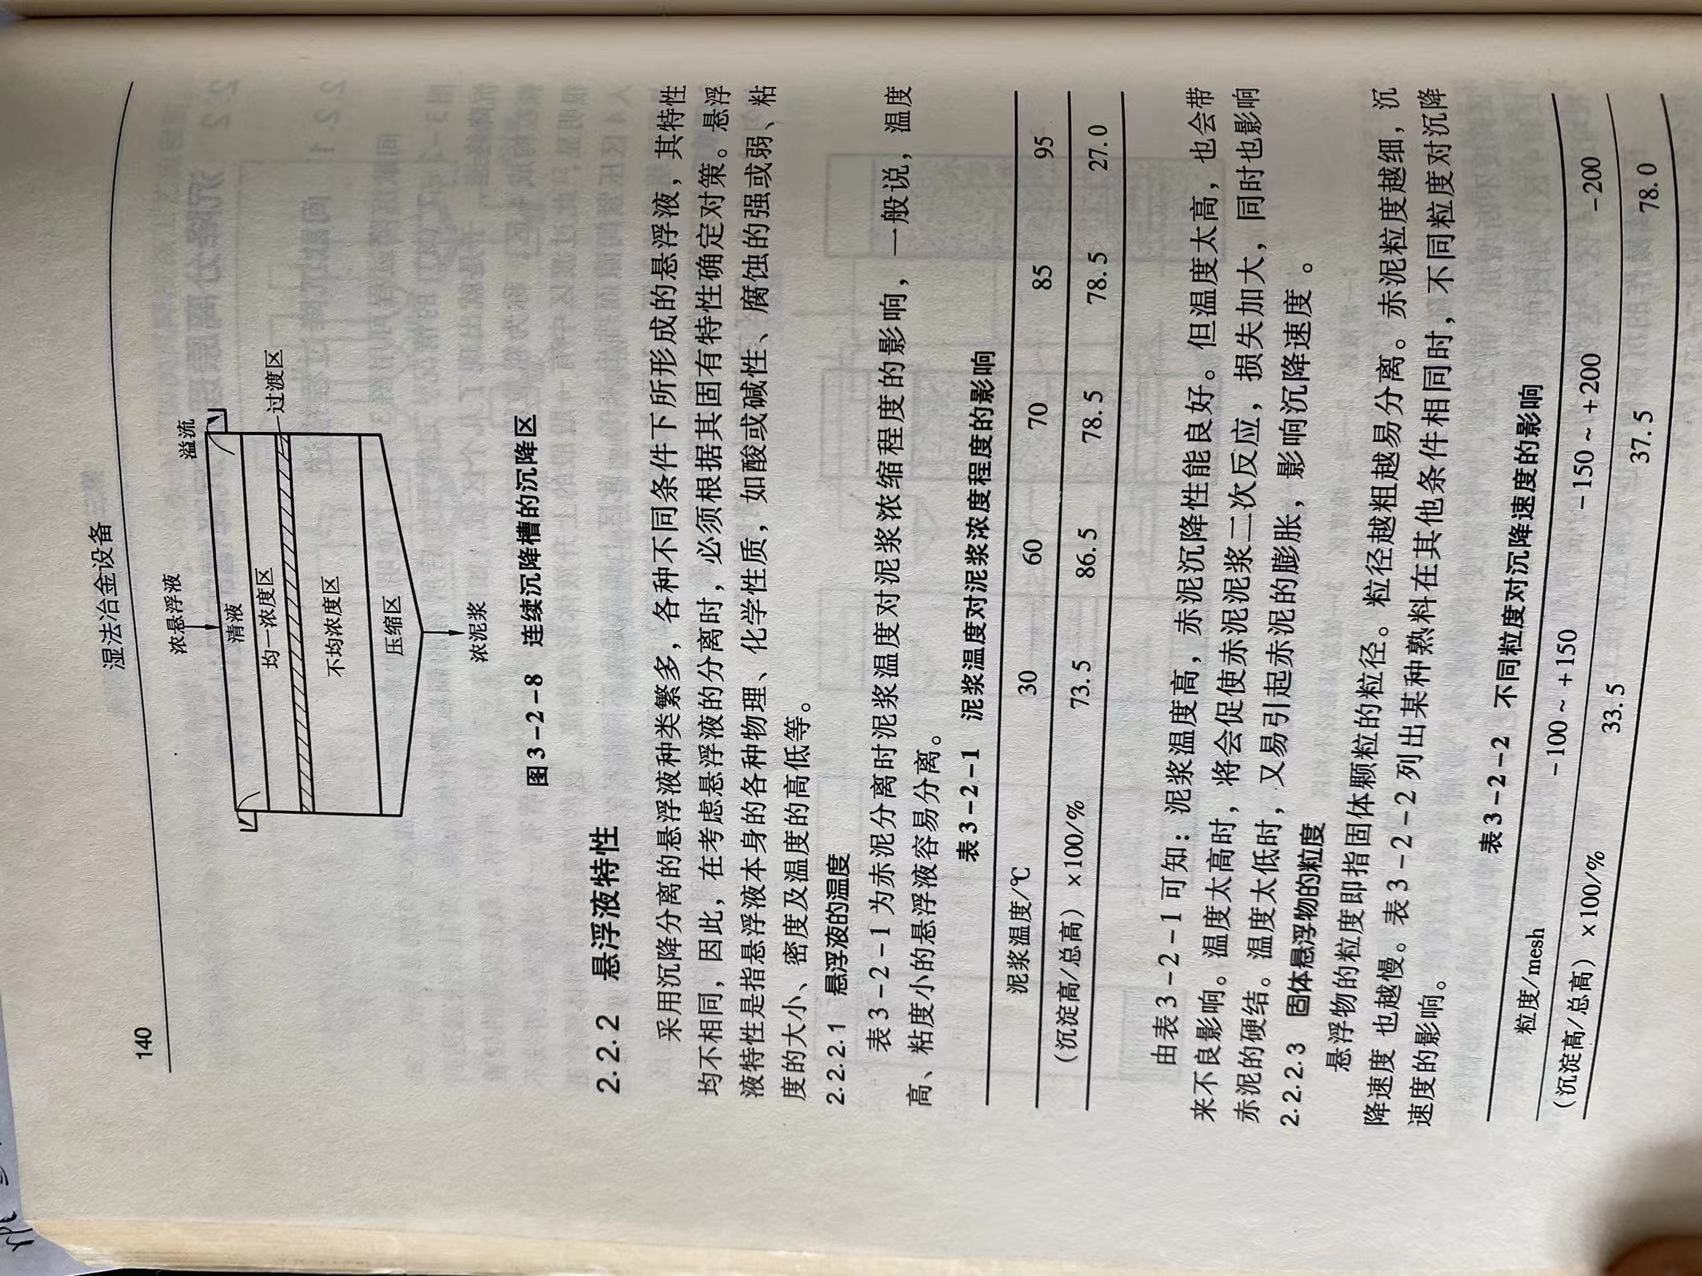 140
湿法冶金设备
浓悬浮液
溢流
清液
均一浓度区
过渡区
不均浓度区
压缩区
浓泥浆
图3-2-8 连续沉降槽的沉降区
2.2.2 悬浮液特性
采用沉降分离的悬浮液种类繁多，各种不同条件下所形成的悬浮液，其特性
均不相同，因此，在考虑悬浮液的分离时，必须根据其固有特性确定对策。悬浮
液特性是指悬浮液本身的各种物理、化学性质，如酸或碱性、腐蚀的强或弱、粘
度的大小、密度及温度的高低等。
2.2.2.1 悬浮液的温度
表3-2-1为赤泥分离时泥浆温度对泥浆浓缩程度的影响，一般说，温度
高、粘度小的悬浮液容易分离。
表3-2-1 泥浆温度对泥浆浓度程度的影响
泥浆温度/℃ 30 60 70 85 95
(沉淀高/总高) ×100/% 73.5 86.5 78.5 78.5 27.0
由表3-2-1可知：泥浆温度高，赤泥沉降性能良好。但温度太高，也会带
来不良影响。温度太高时，将会促使赤泥泥浆二次反应，损失加大，同时也影响
赤泥的硬结。温度太低时，又易引起赤泥的膨胀，影响沉降速度。
2.2.2.3 固体悬浮物的粒度
悬浮物的粒度即指固体颗粒的粒径。粒径越粗越易分离。赤泥粒度越细，沉
降速度也越慢。表3-2-2列出某种熟料在其他条件相同时，不同粒度对沉降
速度的影响。
表3-2-2 不同粒度对沉降速度的影响
粒度/mesh -100~+150 -150~+200 -200
(沉淀高/总高) ×100/% 33.5 37.5 78.0